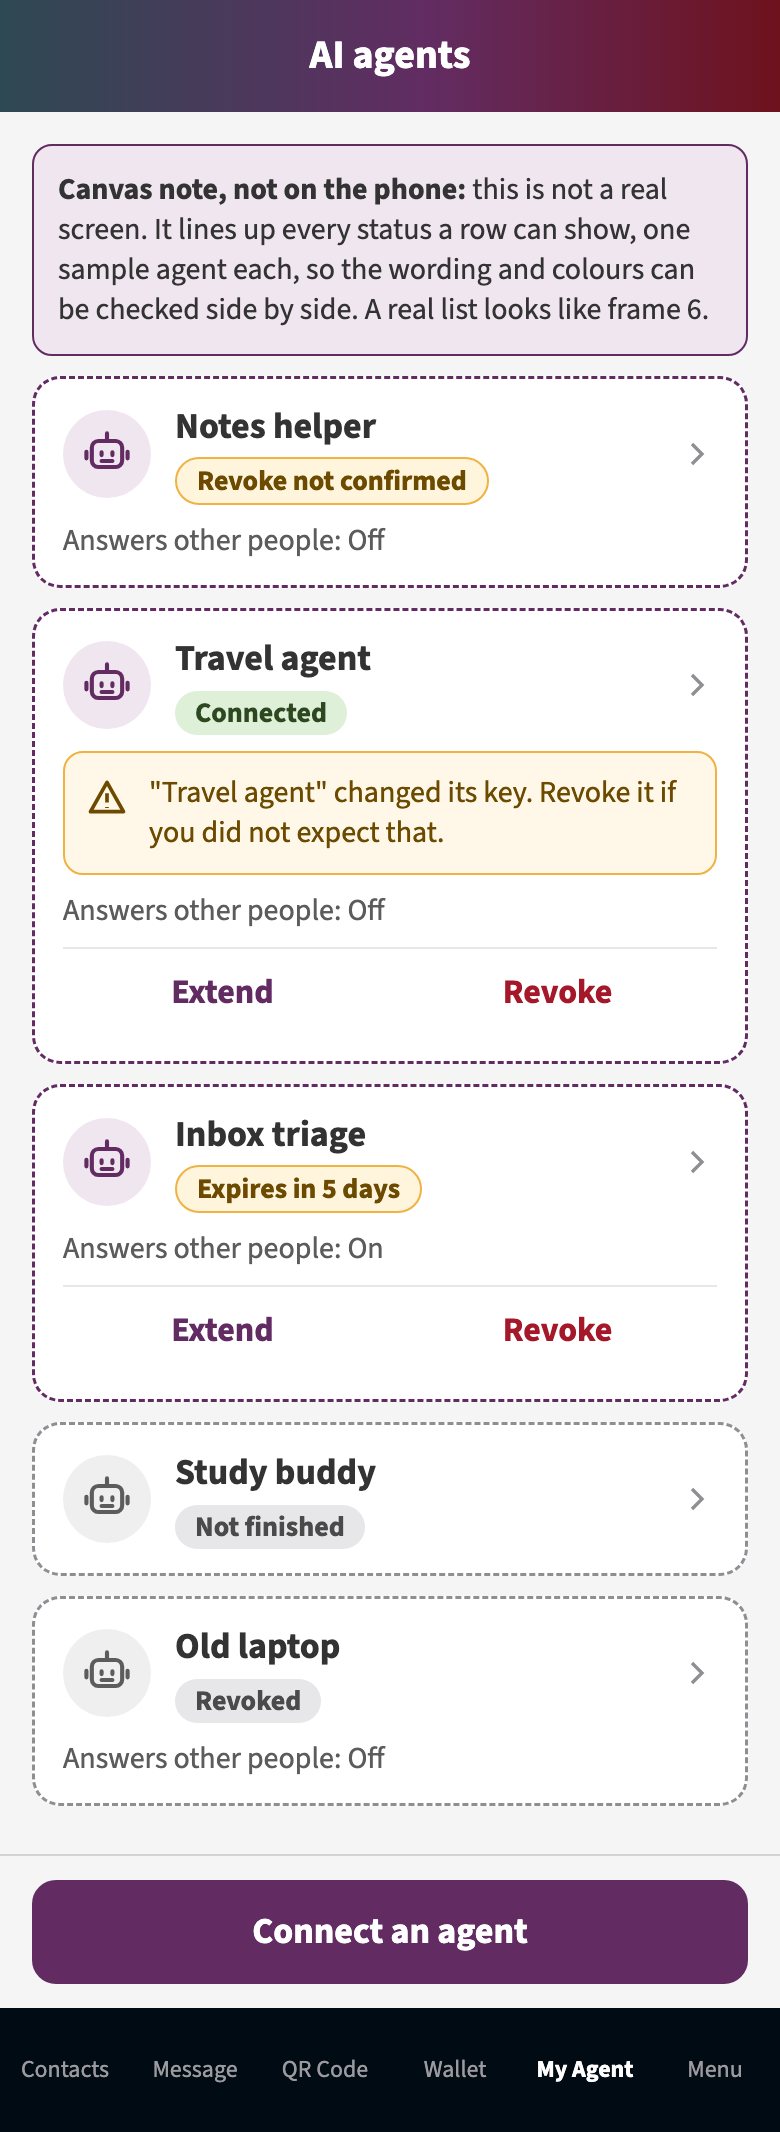 AI agents
Canvas note, not on the phone: this is not a real
screen. It lines up every status a row can show, one
sample agent each, so the wording and colours can
be checked side by side. A real list looks like frame 6.
Notes helper
Revoke not confirmed
Answers other people: Off
Travel agent
Connected
"Travel agent" changed its key. Revoke it if
you did not expect that.
Answers other people: Off
Extend Revoke
Inbox triage
Expires in 5 days
Answers other people: On
Extend Revoke
Study buddy
Not finished
Old laptop
Revoked
Answers other people: Off
Connect an agent
Contacts Message QR Code Wallet My Agent Menu